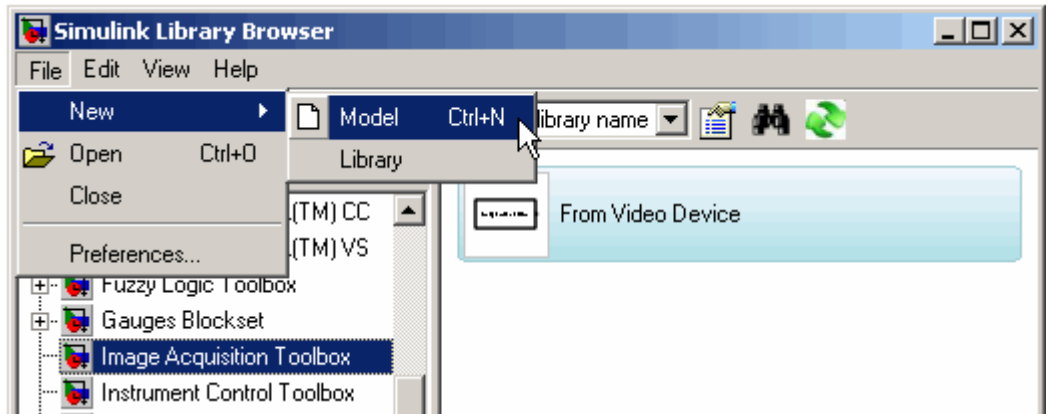 Simulink Library Browser
File Edit View Help
New
Model Ctrl+N
library name
Open Ctrl+O
Library
Close
(TM) CC
From Video Device
(TM) VS
Preferences...
Fuzzy Logic Toolbox
Gauges Blockset
Image Acquisition Toolbox
Instrument Control Toolbox